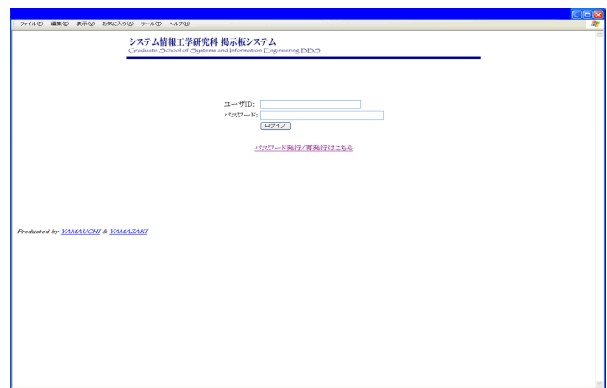 ファイル(F) 編集(E) 表示(V) お気に入り(A) ツール(T) ヘルプ(H)
システム情報工学研究科 掲示板システム
Graduate School of Systems and Information Engineering BBS
ユーザID:
パスワード:
ログイン
パスワード発行/再発行はこちら
Produced by YAMAUCHI & YAMAZAKI